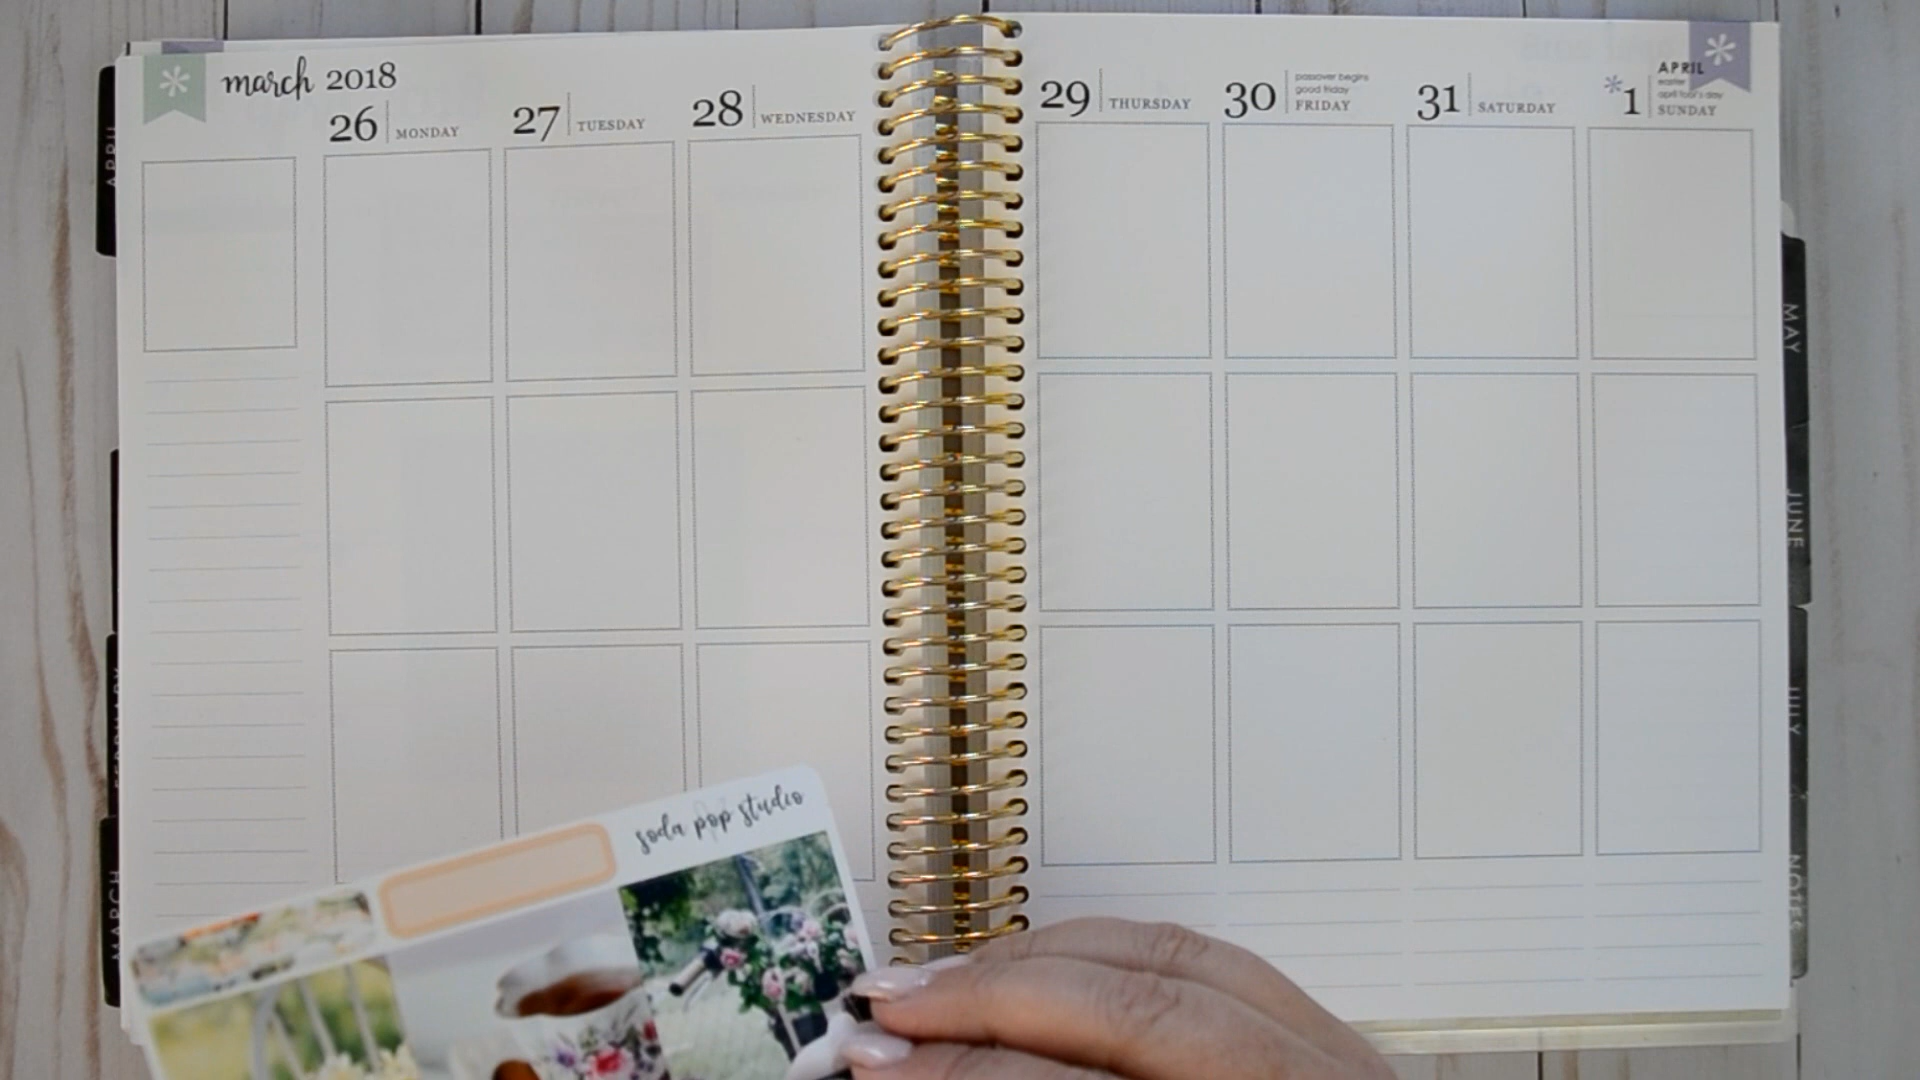 march 2018
26 MONDAY
27 TUESDAY
28 WEDNESDAY
29 THURSDAY
passover begins
good friday
30 FRIDAY
31 SATURDAY
APRIL
easter
april fool's day
*1 SUNDAY
APRIL
FEBRUARY
MARCH
MAY
JUNE
JULY
NOTES
soda pop studio